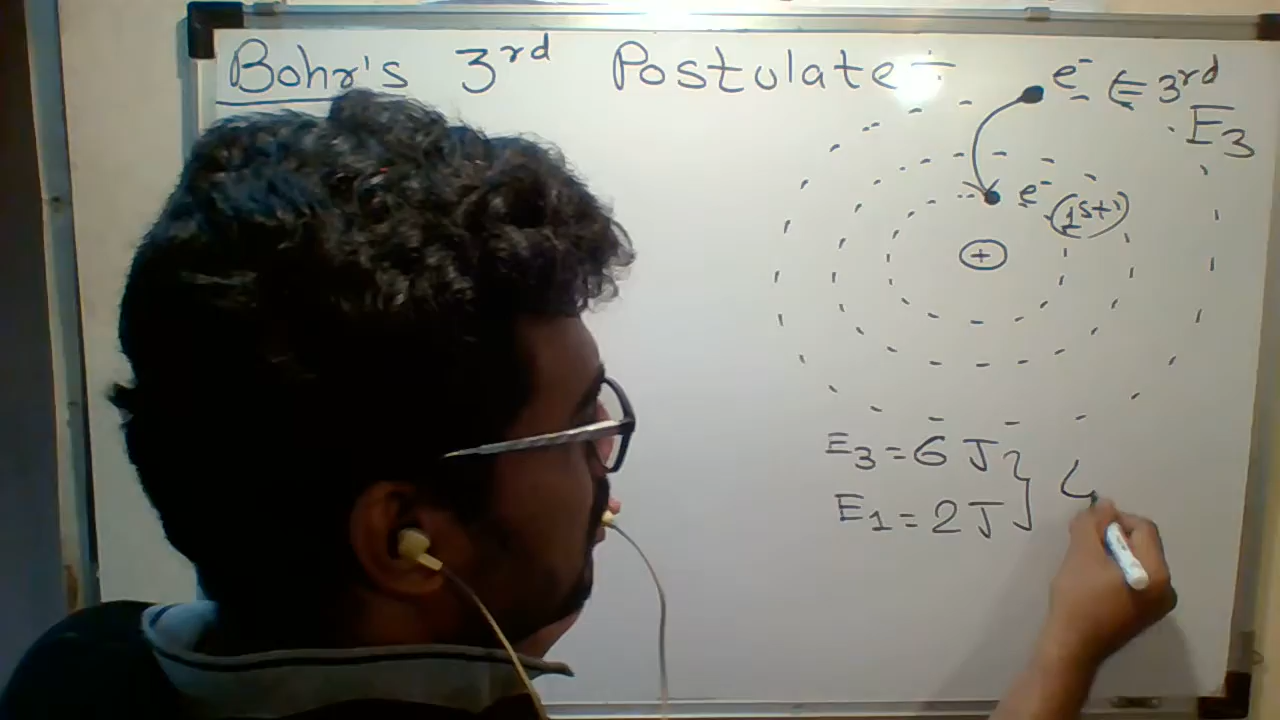 Bohr's 3rd Postulate :-
e- ⇐ 3rd
E3
e- (1st)
+
E3 = 6 J
E1 = 2 J